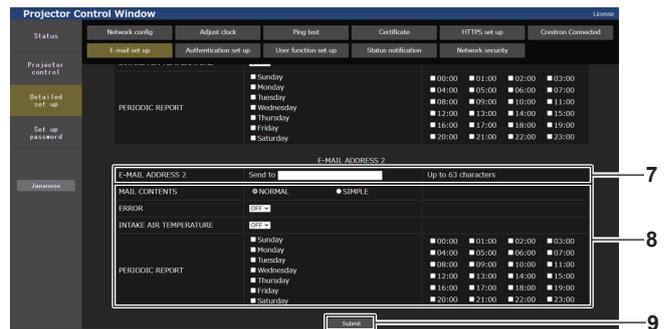 Projector Control Window
License
Status
Network config Adjust clock Ping test Certificate HTTPS set up Crestron Connected
E-mail set up Authentication set up User function set up Status notification Network security
Projector control
Detailed set up
Set up password
Japanese
PERIODIC REPORT
Sunday
Monday
Tuesday
Wednesday
Thursday
Friday
Saturday
00:00 01:00 02:00 03:00
04:00 05:00 06:00 07:00
08:00 09:00 10:00 11:00
12:00 13:00 14:00 15:00
16:00 17:00 18:00 19:00
20:00 21:00 22:00 23:00
E-MAIL ADDRESS 2
E-MAIL ADDRESS 2 Send to Up to 63 characters
7
MAIL CONTENTS NORMAL SIMPLE
ERROR OFF
INTAKE AIR TEMPERATURE OFF
8
PERIODIC REPORT
Sunday
Monday
Tuesday
Wednesday
Thursday
Friday
Saturday
00:00 01:00 02:00 03:00
04:00 05:00 06:00 07:00
08:00 09:00 10:00 11:00
12:00 13:00 14:00 15:00
16:00 17:00 18:00 19:00
20:00 21:00 22:00 23:00
Submit
9